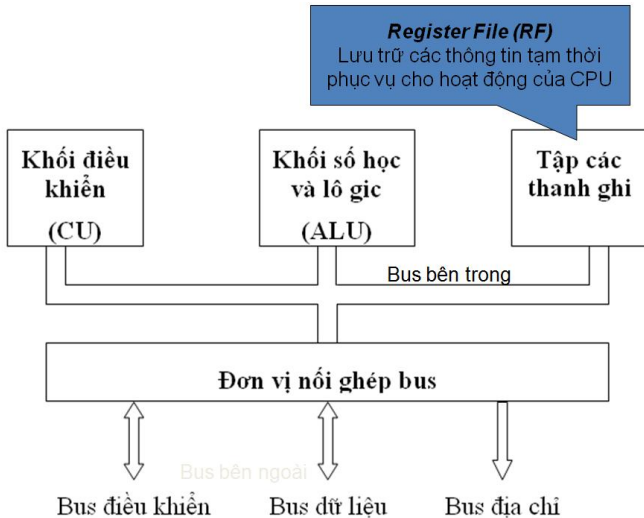 Register File (RF)
Lưu trữ các thông tin tạm thời
phục vụ cho hoạt động của CPU
Khối điều
khiển
(CU)
Khối số học
và lô gic
(ALU)
Tập các
thanh ghi
Bus bên trong
Đơn vị nối ghép bus
Bus bên ngoài
Bus điều khiển
Bus dữ liệu
Bus địa chỉ